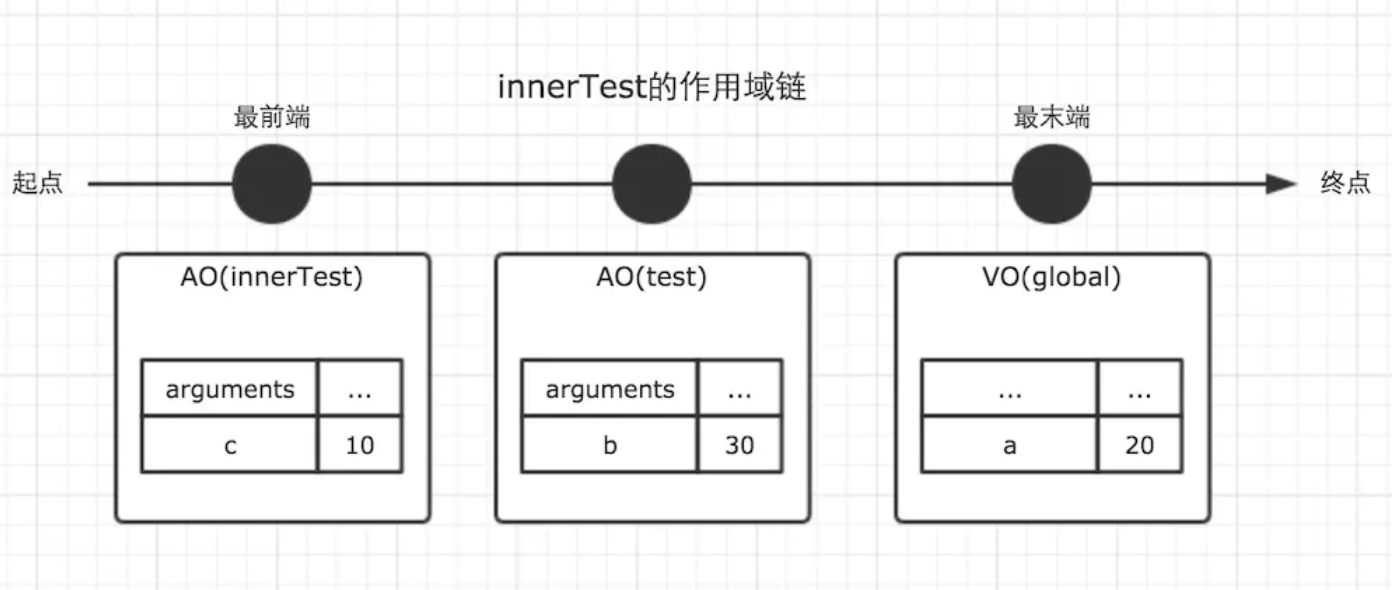 innerTest的作用域链
最前端
最末端
起点
终点
AO(innerTest)
arguments ...
c 10
AO(test)
arguments ...
b 30
VO(global)
... ...
a 20